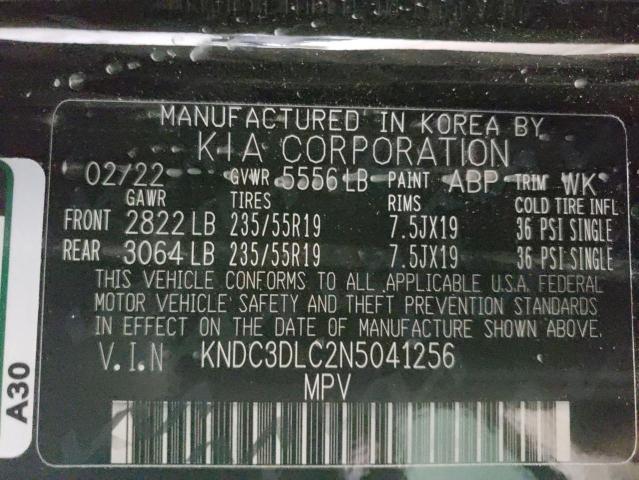 MANUFACTURED IN KOREA BY
KIA CORPORATION
02/22 GVWR 5556 LB PAINT ABP TRIM WK
GAWR TIRES RIMS COLD TIRE INFL
FRONT 2822 LB 235/55R19 7.5JX19 36 PSI SINGLE
REAR 3064 LB 235/55R19 7.5JX19 36 PSI SINGLE
THIS VEHICLE CONFORMS TO ALL APPLICABLE U.S.A. FEDERAL
MOTOR VEHICLE SAFETY AND THEFT PREVENTION STANDARDS
IN EFFECT ON THE DATE OF MANUFACTURE SHOWN ABOVE.
V.I.N KNDC3DLC2N5041256
MPV
A30